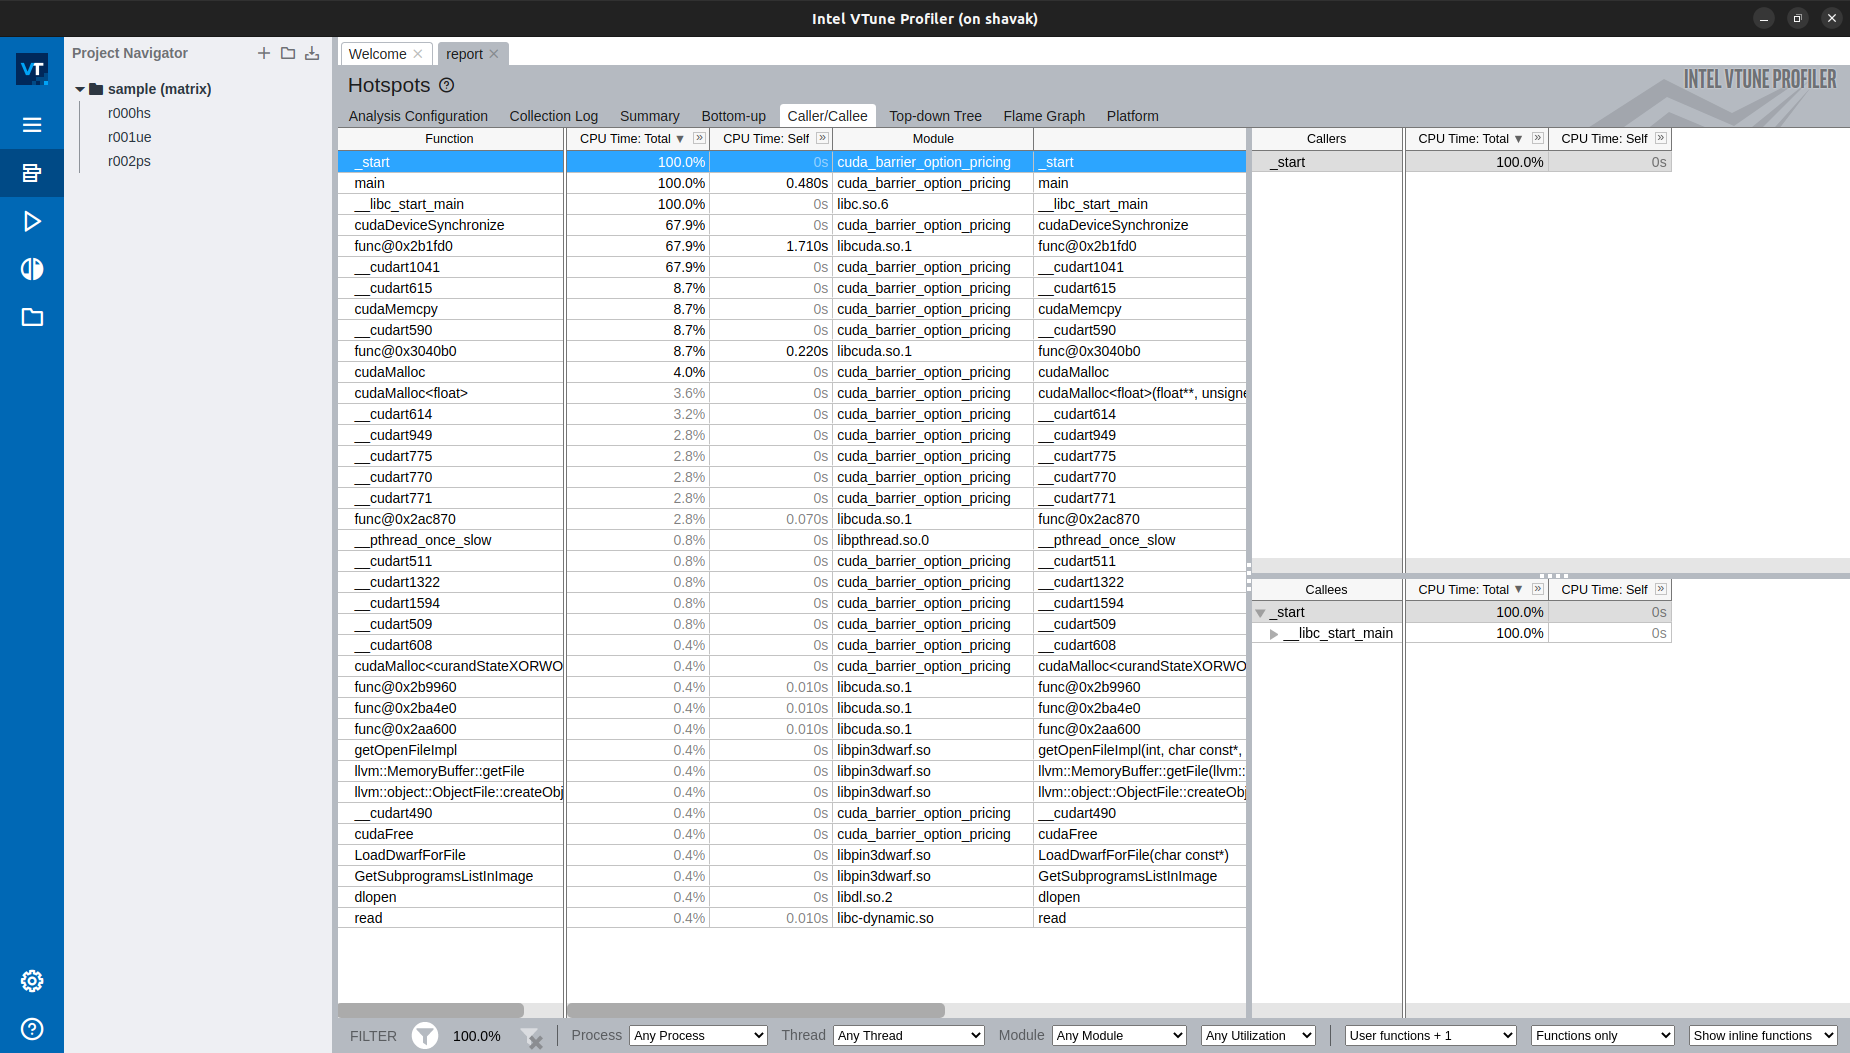 Intel VTune Profiler (on shavak)
VT
Project Navigator
sample (matrix)
r000hs
r001ue
r002ps
Welcome
report
Hotspots
INTEL VTUNE PROFILER
Analysis Configuration Collection Log Summary Bottom-up Caller/Callee Top-down Tree Flame Graph Platform
Function CPU Time: Total CPU Time: Self Module
_start 100.0% 0s cuda_barrier_option_pricing _start
main 100.0% 0.480s cuda_barrier_option_pricing main
__libc_start_main 100.0% 0s libc.so.6 __libc_start_main
cudaDeviceSynchronize 67.9% 0s cuda_barrier_option_pricing cudaDeviceSynchronize
func@0x2b1fd0 67.9% 1.710s libcuda.so.1 func@0x2b1fd0
__cudart1041 67.9% 0s cuda_barrier_option_pricing __cudart1041
__cudart615 8.7% 0s cuda_barrier_option_pricing __cudart615
cudaMemcpy 8.7% 0s cuda_barrier_option_pricing cudaMemcpy
__cudart590 8.7% 0s cuda_barrier_option_pricing __cudart590
func@0x3040b0 8.7% 0.220s libcuda.so.1 func@0x3040b0
cudaMalloc 4.0% 0s cuda_barrier_option_pricing cudaMalloc
cudaMalloc<float> 3.6% 0s cuda_barrier_option_pricing cudaMalloc<float>(float**, unsigne
__cudart614 3.2% 0s cuda_barrier_option_pricing __cudart614
__cudart949 2.8% 0s cuda_barrier_option_pricing __cudart949
__cudart775 2.8% 0s cuda_barrier_option_pricing __cudart775
__cudart770 2.8% 0s cuda_barrier_option_pricing __cudart770
__cudart771 2.8% 0s cuda_barrier_option_pricing __cudart771
func@0x2ac870 2.8% 0.070s libcuda.so.1 func@0x2ac870
__pthread_once_slow 0.8% 0s libpthread.so.0 __pthread_once_slow
__cudart511 0.8% 0s cuda_barrier_option_pricing __cudart511
__cudart1322 0.8% 0s cuda_barrier_option_pricing __cudart1322
__cudart1594 0.8% 0s cuda_barrier_option_pricing __cudart1594
__cudart509 0.8% 0s cuda_barrier_option_pricing __cudart509
__cudart608 0.4% 0s cuda_barrier_option_pricing __cudart608
cudaMalloc<curandStateXORWO 0.4% 0s cuda_barrier_option_pricing cudaMalloc<curandStateXORWO
func@0x2b9960 0.4% 0.010s libcuda.so.1 func@0x2b9960
func@0x2ba4e0 0.4% 0.010s libcuda.so.1 func@0x2ba4e0
func@0x2aa600 0.4% 0.010s libcuda.so.1 func@0x2aa600
getOpenFileImpl 0.4% 0s libpin3dwarf.so getOpenFileImpl(int, char const*,
llvm::MemoryBuffer::getFile 0.4% 0s libpin3dwarf.so llvm::MemoryBuffer::getFile(llvm::
llvm::object::ObjectFile::createObj 0.4% 0s libpin3dwarf.so llvm::object::ObjectFile::createObj
__cudart490 0.4% 0s cuda_barrier_option_pricing __cudart490
cudaFree 0.4% 0s cuda_barrier_option_pricing cudaFree
LoadDwarfForFile 0.4% 0s libpin3dwarf.so LoadDwarfForFile(char const*)
GetSubprogramsListInImage 0.4% 0s libpin3dwarf.so GetSubprogramsListInImage
dlopen 0.4% 0s libdl.so.2 dlopen
read 0.4% 0.010s libc-dynamic.so read
Callers CPU Time: Total CPU Time: Self
_start 100.0% 0s
Callees CPU Time: Total CPU Time: Self
_start 100.0% 0s
__libc_start_main 100.0% 0s
FILTER 100.0% Process Any Process Thread Any Thread Module Any Module Any Utilization User functions + 1 Functions only Show inline functions